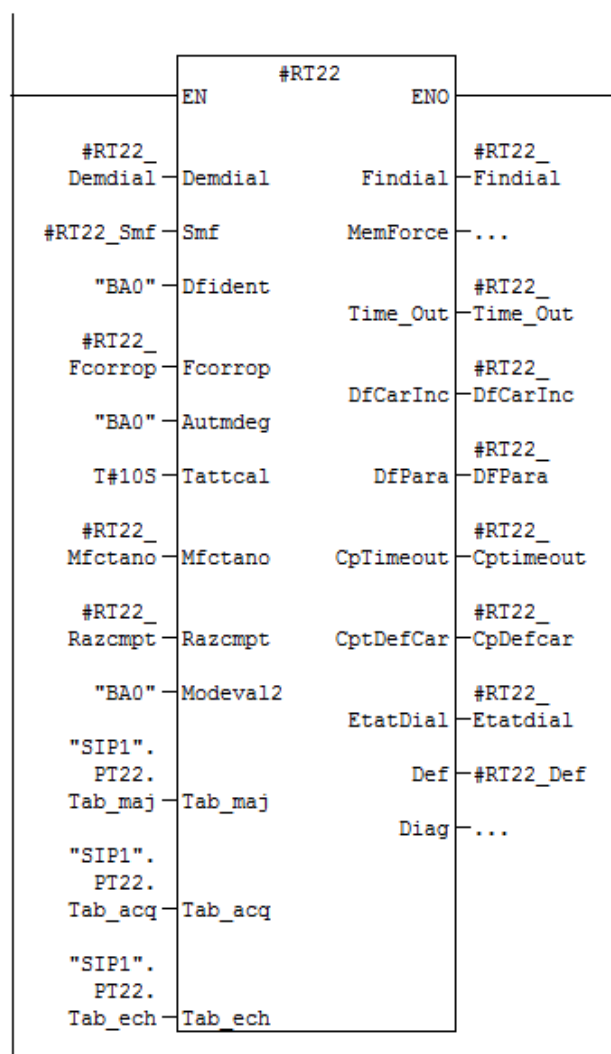 #RT22
EN ENO
#RT22_ #RT22_
Demdial Demdial Findial Findial
#RT22_Smf Smf MemForce ...
"BA0" Dfident #RT22_
Time_Out Time_Out
#RT22_
Fcorrop Fcorrop #RT22_
DfCarInc DfCarInc
"BA0" Autmdeg
#RT22_
T#10S Tattcal DfPara DFPara
#RT22_ #RT22_
Mfctano Mfctano CpTimeout Cptimeout
#RT22_ #RT22_
Razcmpt Razcmpt CptDefCar CpDefcar
"BA0" Modeval2 #RT22_
EtatDial Etatdial
"SIP1".
PT22. Def #RT22_Def
Tab_maj Tab_maj
Diag ...
"SIP1".
PT22.
Tab_acq Tab_acq
"SIP1".
PT22.
Tab_ech Tab_ech